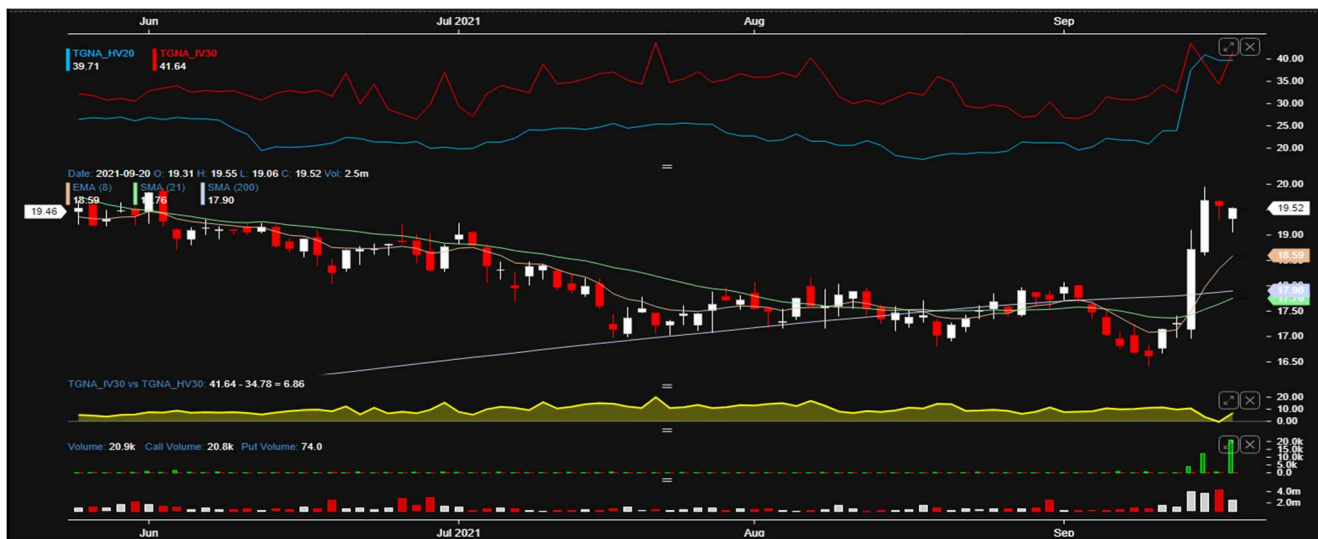 Jun Jul 2021 Aug Sep
TGNA_HV20 TGNA_IV30
39.71 41.64
40.00
35.00
30.00
25.00
20.00
Date: 2021-09-20 O: 19.31 H: 19.55 L: 19.06 C: 19.52 Vol: 2.5m
EMA (8) SMA (21) SMA (200)
18.59 .76 17.90
20.00
19.46
19.52
19.00
18.59
17.90
17.76
17.50
17.00
16.50
TGNA_IV30 vs TGNA_HV30: 41.64 - 34.78 = 6.86
20.00
10.00
0.00
Volume: 20.9k Call Volume: 20.8k Put Volume: 74.0
20.0k
15.0k
10.0k
5.0k
0.0
4.0m
2.0m
Jun Jul 2021 Aug Sep